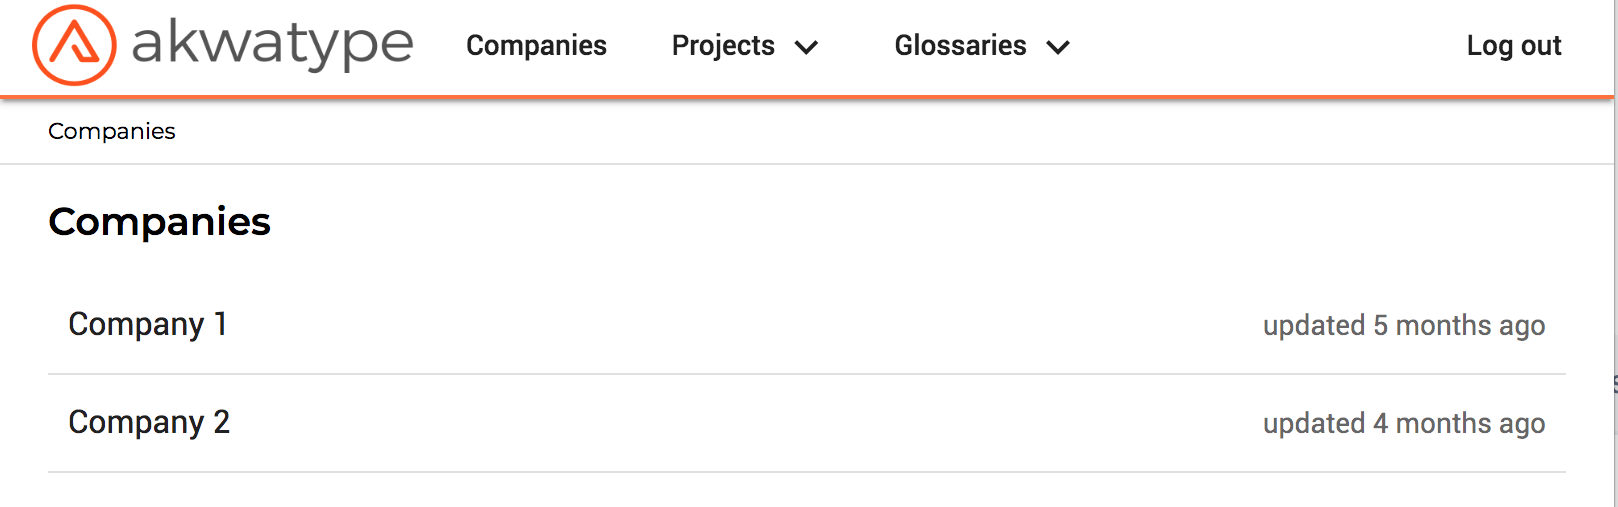 akwatype Companies Projects Glossaries Log out
Companies
Companies
Company 1 updated 5 months ago
Company 2 updated 4 months ago